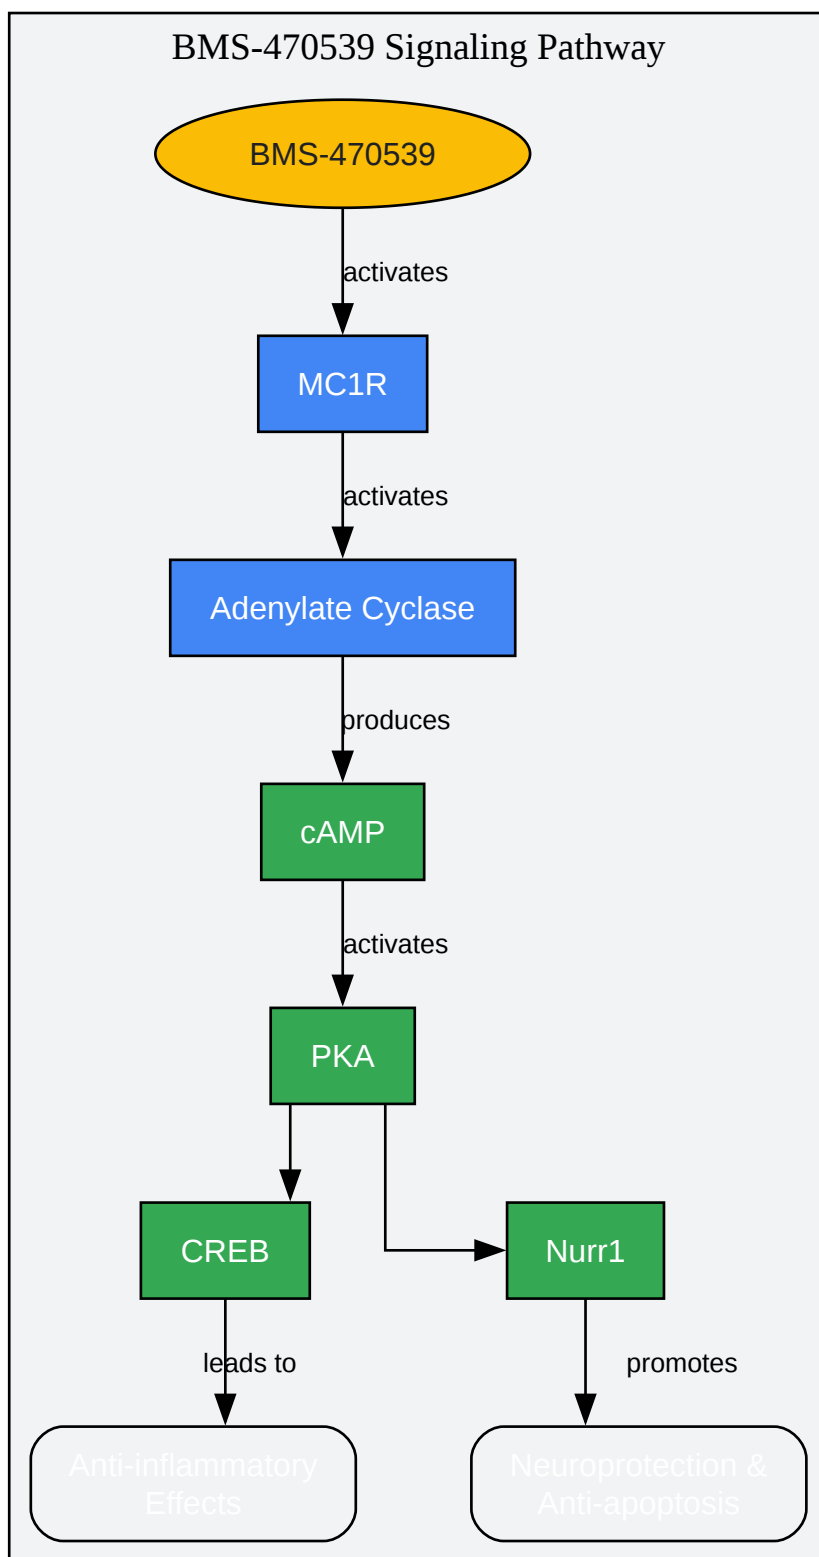 BMS-470539 Signaling Pathway
BMS-470539
activates
MC1R
activates
Adenylate Cyclase
produces
cAMP
activates
PKA
CREB
Nurr1
leads to
promotes
Anti-inflammatory
Effects
Neuroprotection &
Anti-apoptosis